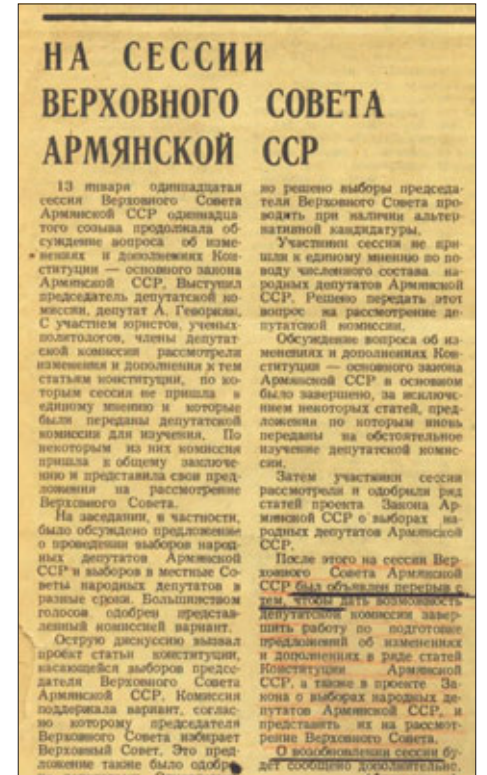 НА СЕССИИ
ВЕРХОВНОГО СОВЕТА
АРМЯНСКОЙ ССР
13 января одиннадцатая
сессия Верховного Совета
Армянской ССР одиннадца-
того созыва продолжала об-
суждение вопроса об изме-
нениях и дополнениях Кон-
ституции — основного закона
Армянской ССР. Выступил
председатель депутатской ко-
миссии, депутат А. Геворкян.
С участием юристов, ученых-
политологов, члены депутат-
ской комиссии рассмотрели
изменения и дополнения к тем
статьям конституции, по ко-
торым сессия не пришла к
единому мнению и которые
были переданы депутатской
комиссии для изучения. По
некоторым из них комиссия
пришла к общему заключе-
нию и представила свои пред-
ложения на рассмотрение
Верховного Совета.
На заседании, в частности,
было обсуждено предложение
о проведении выборов народ-
ных депутатов Армянской
ССР и выборов в местные Со-
веты народных депутатов в
разные сроки. Большинством
голосов одобрен представ-
ленный комиссией вариант.
Острую дискуссию вызвал
проект статьи конституции,
касающейся выборов предсе-
дателя Верховного Совета
Армянской ССР. Комиссия
поддержала вариант, соглас-
но которому председателя
Верховного Совета избирает
Верховный Совет. Это пред-
ложение также было одобре-
но решено выборы председа-
теля Верховного Совета про-
водить при наличии альтер-
нативной кандидатуры.
Участники сессии не при-
шли к единому мнению по по-
воду численного состава на-
родных депутатов Армянской
ССР. Решено передать этот
вопрос на рассмотрение де-
путатской комиссии.
Обсуждение вопроса об из-
менениях и дополнениях Кон-
ституции — основного закона
Армянской ССР в основном
было завершено, за исключе-
нием некоторых статей, пред-
ложения по которым вновь
переданы на обстоятельное
изучение депутатской комис-
сии.
Затем участники сессии
рассмотрели и одобрили ряд
статей проекта Закона Ар-
мянской ССР о выборах на-
родных депутатов Армянской
ССР.
После этого на сессии Вер-
ховного Совета Армянской
ССР был объявлен перерыв с
тем, чтобы дать возможность
депутатской комиссии завер-
шить работу по подготовке
предложений об изменениях
и дополнениях в ряде статей
Конституции Армянской
ССР, а также в проекте За-
кона о выборах народных де-
путатов Армянской ССР, и
представить их на рассмот-
рение Верховного Совета.
О возобновлении сессии бу-
дет сообщено дополнительно.